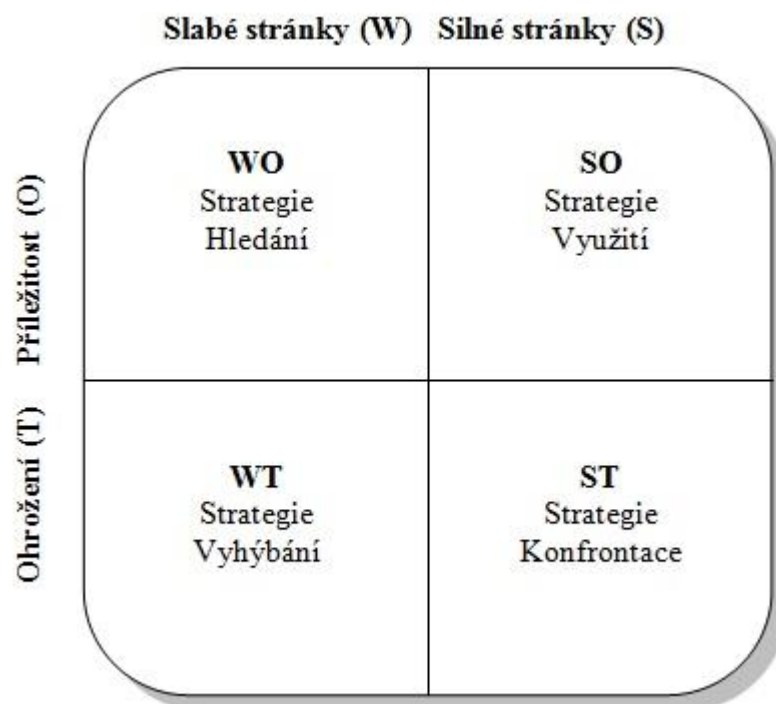 Slabé stránky (W) Silné stránky (S)
Příležitost (O)
WO
Strategie
Hledání
SO
Strategie
Využití
Ohrožení (T)
WT
Strategie
Vyhýbání
ST
Strategie
Konfrontace